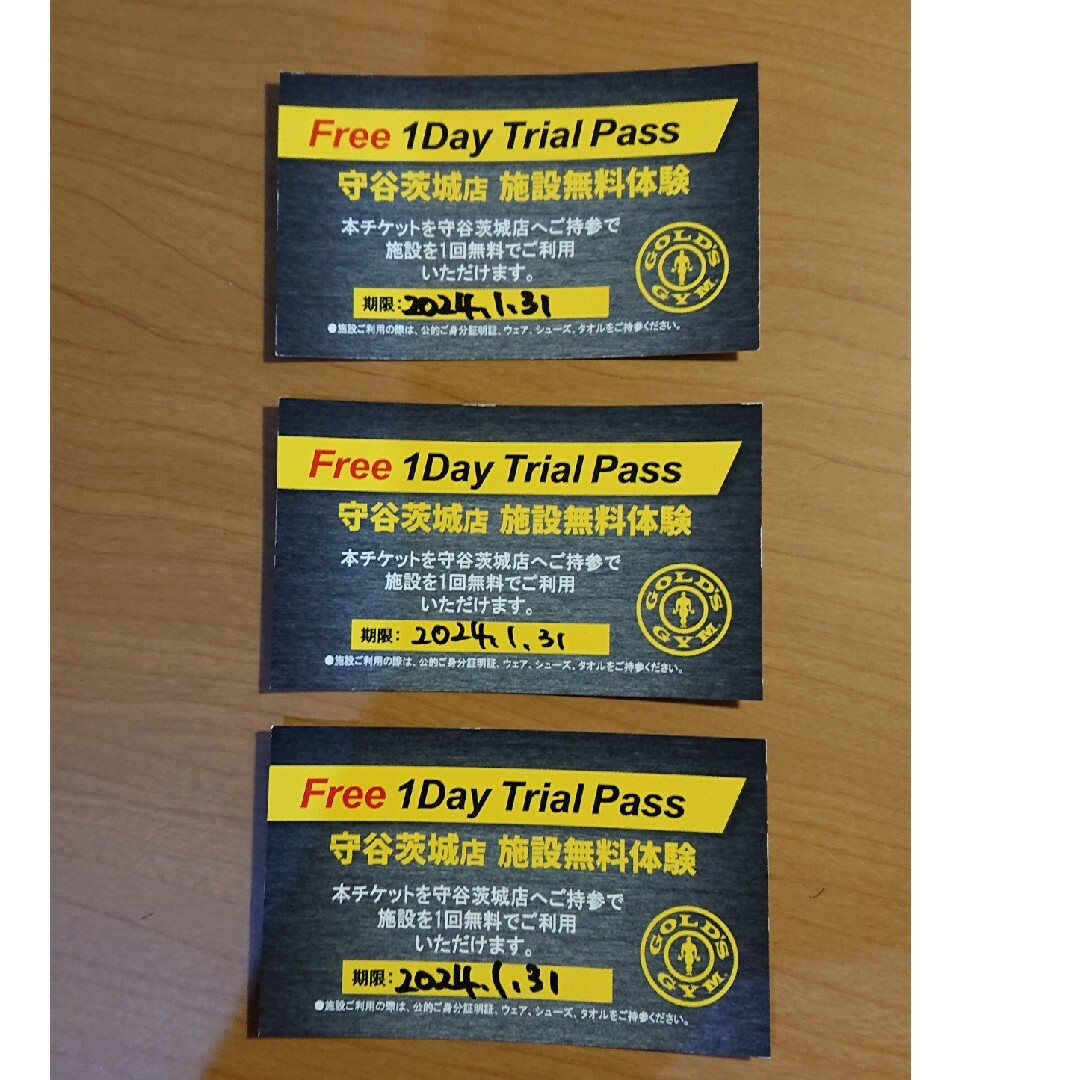 Free 1Day Trial Pass
守谷茨城店 施設無料体験
本チケットを守谷茨城店へご持参で
施設を1回無料でご利用
いただけます。
GOLD'S GYM
期限:2024.1.31
●施設ご利用の際は、公的ご身分証明証、ウェア、シューズ、タオルをご持参ください。
Free 1Day Trial Pass
守谷茨城店 施設無料体験
本チケットを守谷茨城店へご持参で
施設を1回無料でご利用
いただけます。
GOLD'S GYM
期限:2024.1.31
●施設ご利用の際は、公的ご身分証明証、ウェア、シューズ、タオルをご持参ください。
Free 1Day Trial Pass
守谷茨城店 施設無料体験
本チケットを守谷茨城店へご持参で
施設を1回無料でご利用
いただけます。
GOLD'S GYM
期限:2024.1.31
●施設ご利用の際は、公的ご身分証明証、ウェア、シューズ、タオルをご持参ください。